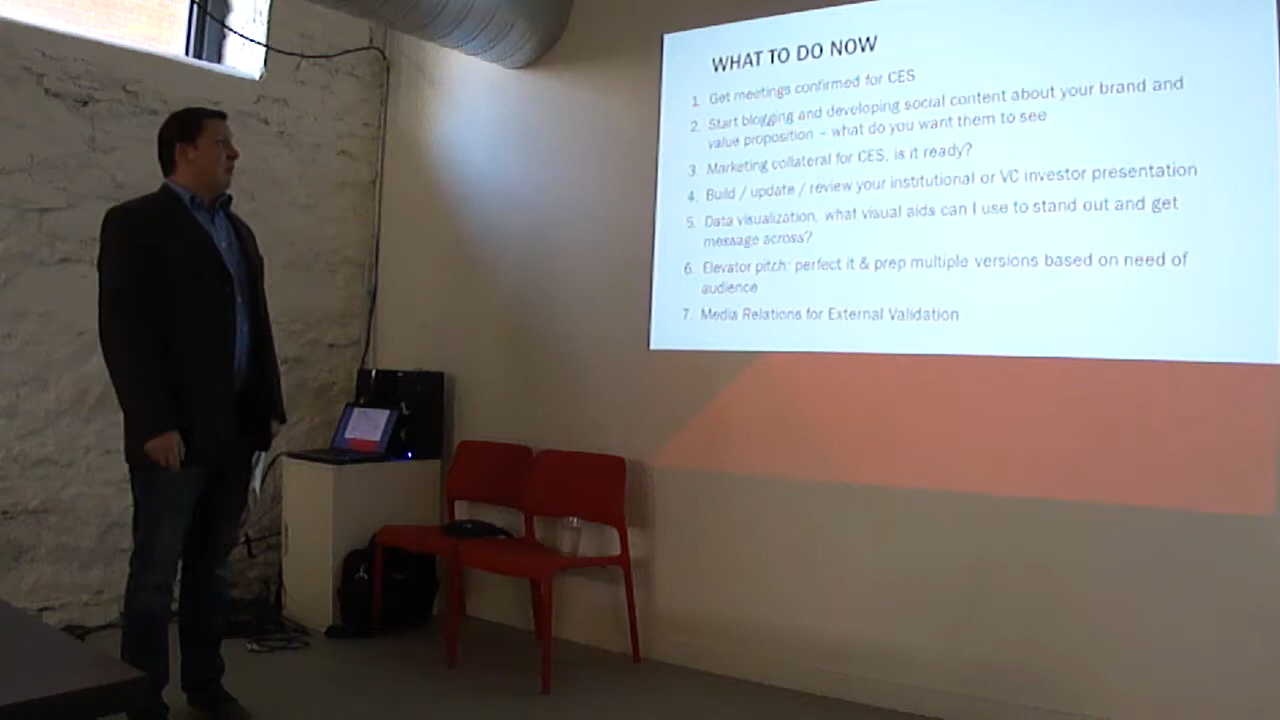 WHAT TO DO NOW
1. Get meetings confirmed for CES
2. Start blogging and developing social content about your brand and
value proposition – what do you want them to see
3. Marketing collateral for CES, is it ready?
4. Build / update / review your institutional or VC investor presentation
5. Data visualization, what visual aids can I use to stand out and get
message across?
6. Elevator pitch: perfect it & prep multiple versions based on need of
audience
7. Media Relations for External Validation